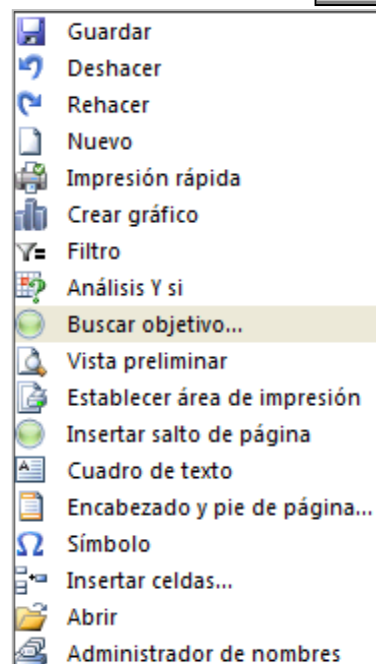 Guardar
Deshacer
Rehacer
Nuevo
Impresión rápida
Crear gráfico
Filtro
Análisis Y si
Buscar objetivo...
Vista preliminar
Establecer área de impresión
Insertar salto de página
Cuadro de texto
Encabezado y pie de página...
Símbolo
Insertar celdas...
Abrir
Administrador de nombres